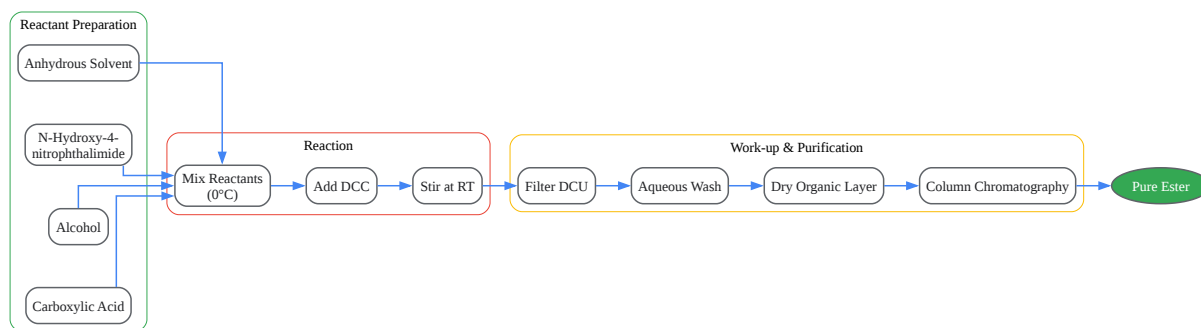 Reactant Preparation
Anhydrous Solvent
N-Hydroxy-4-
nitrophthalimide
Alcohol
Carboxylic Acid
Reaction
Mix Reactants
(0°C)
Add DCC
Stir at RT
Work-up & Purification
Filter DCU
Aqueous Wash
Dry Organic Layer
Column Chromatography
Pure Ester